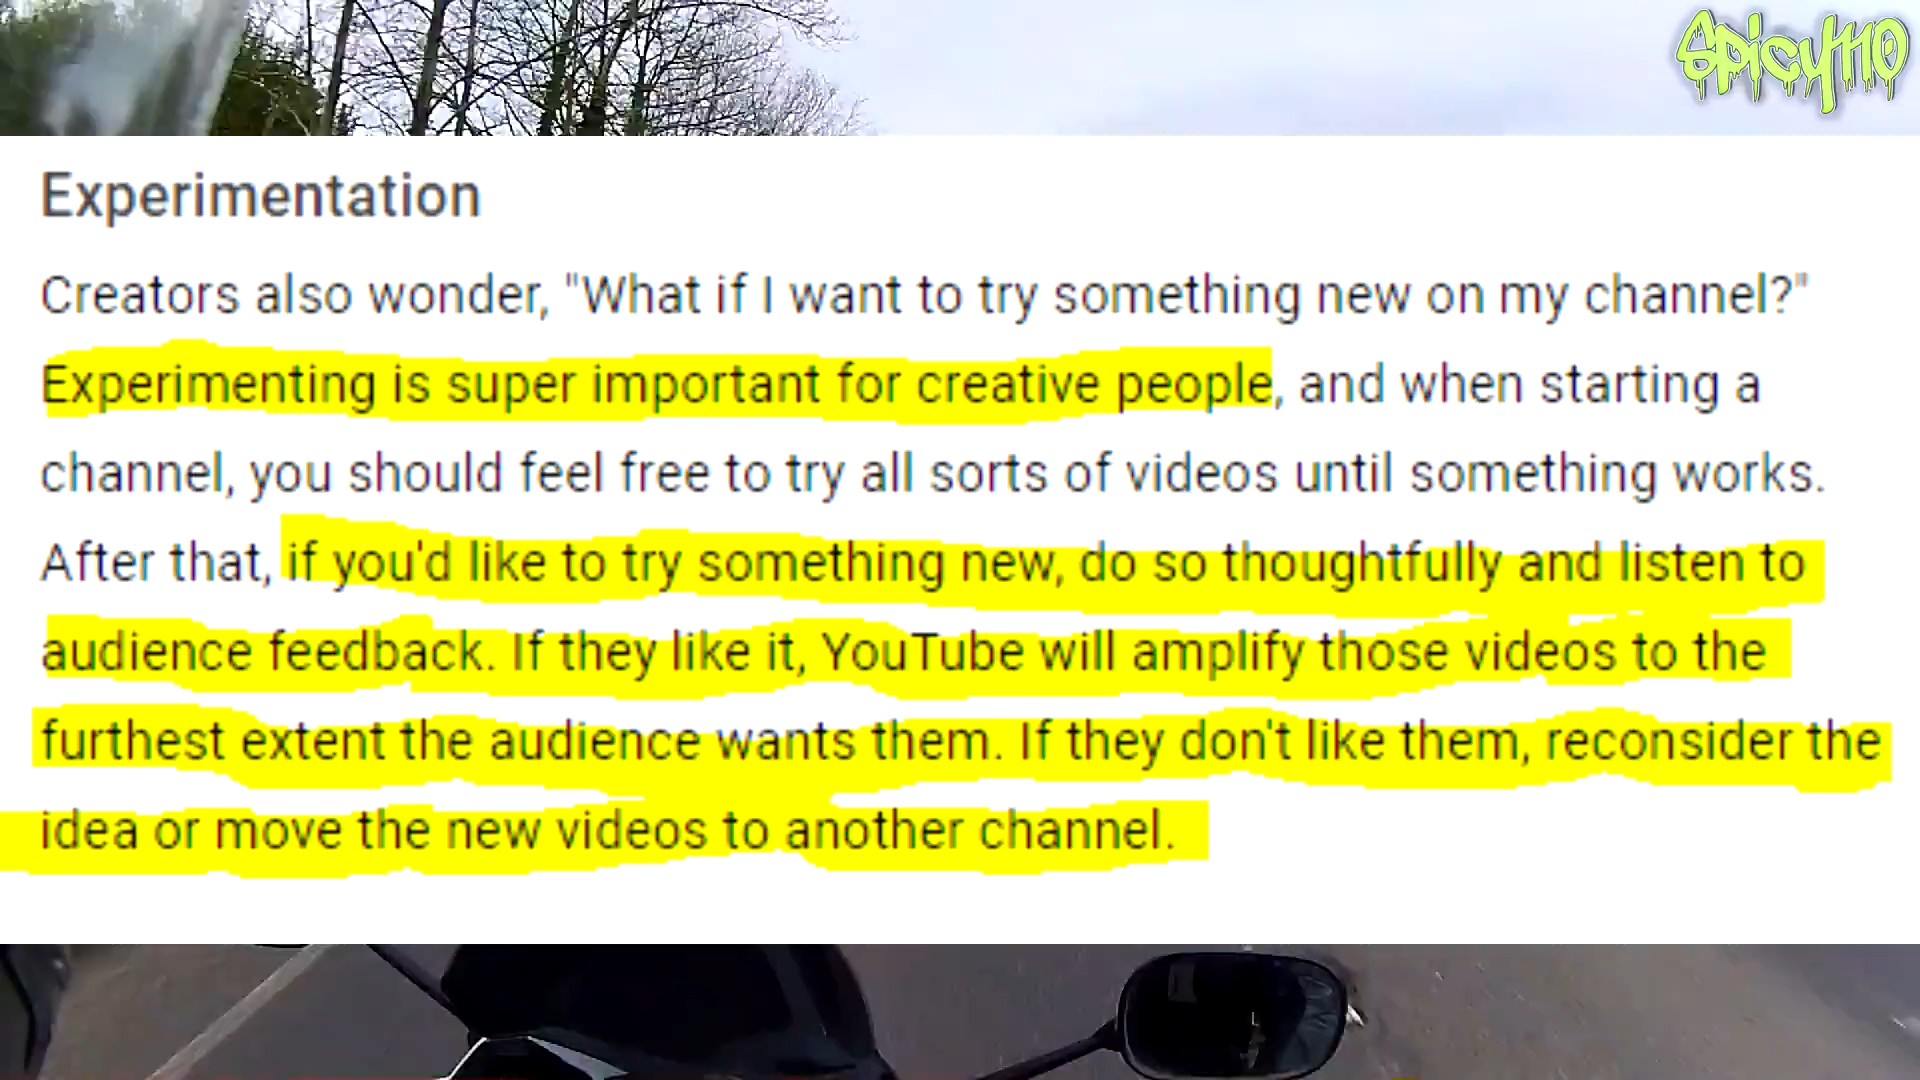 Spicy110
Experimentation
Creators also wonder, "What if I want to try something new on my channel?"
Experimenting is super important for creative people, and when starting a
channel, you should feel free to try all sorts of videos until something works.
After that, if you'd like to try something new, do so thoughtfully and listen to
audience feedback. If they like it, YouTube will amplify those videos to the
furthest extent the audience wants them. If they don't like them, reconsider the
idea or move the new videos to another channel.